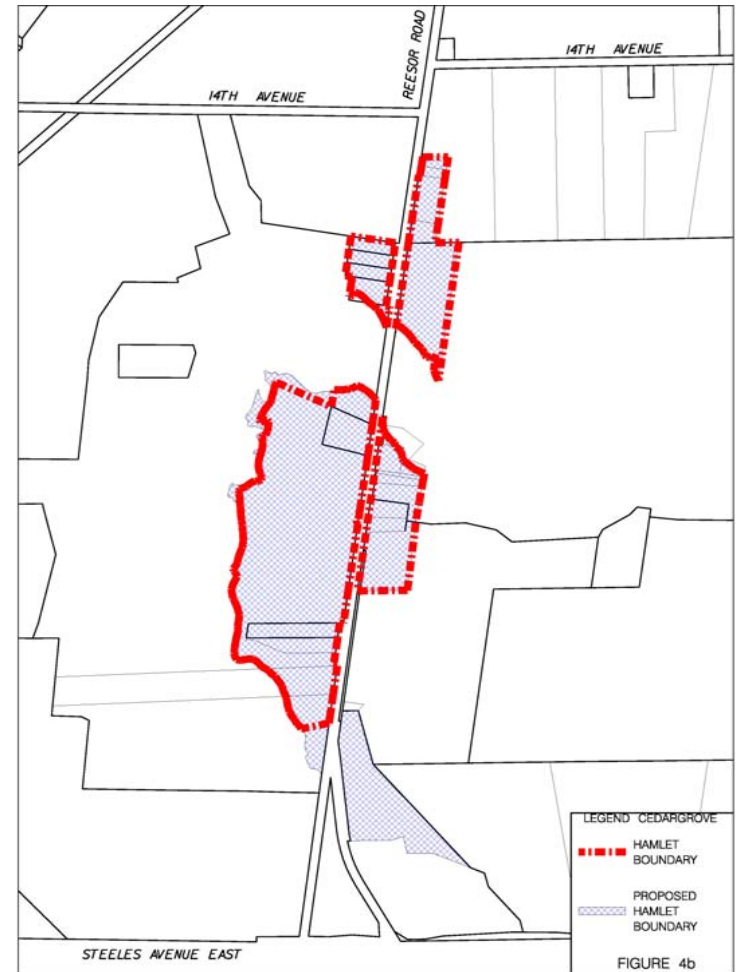 REESOR ROAD
14TH AVENUE
14TH AVENUE
LEGEND CEDARGROVE
HAMLET
BOUNDARY
PROPOSED
HAMLET
BOUNDARY
STEELES AVENUE EAST
FIGURE 4b